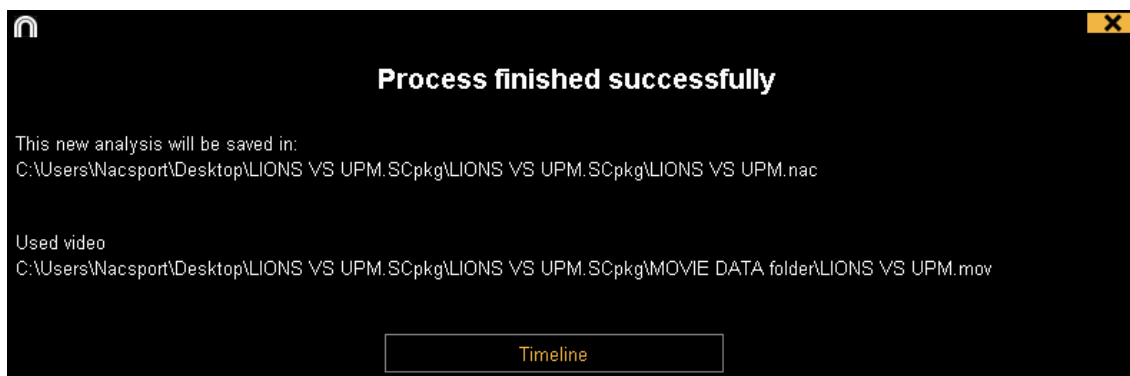 Process finished successfully
This new analysis will be saved in:
C:\Users\Nacsport\Desktop\LIONS VS UPM.SCpkg\LIONS VS UPM.SCpkg\LIONS VS UPM.nac
Used video
C:\Users\Nacsport\Desktop\LIONS VS UPM.SCpkg\LIONS VS UPM.SCpkg\MOVIE DATA folder\LIONS VS UPM.mov
Timeline